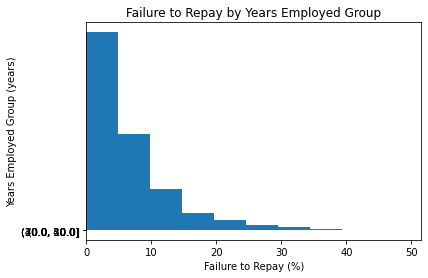 Failure to Repay by Years Employed Group
Years Employed Group (years)
0 10 20 30 40 50
Failure to Repay (%)